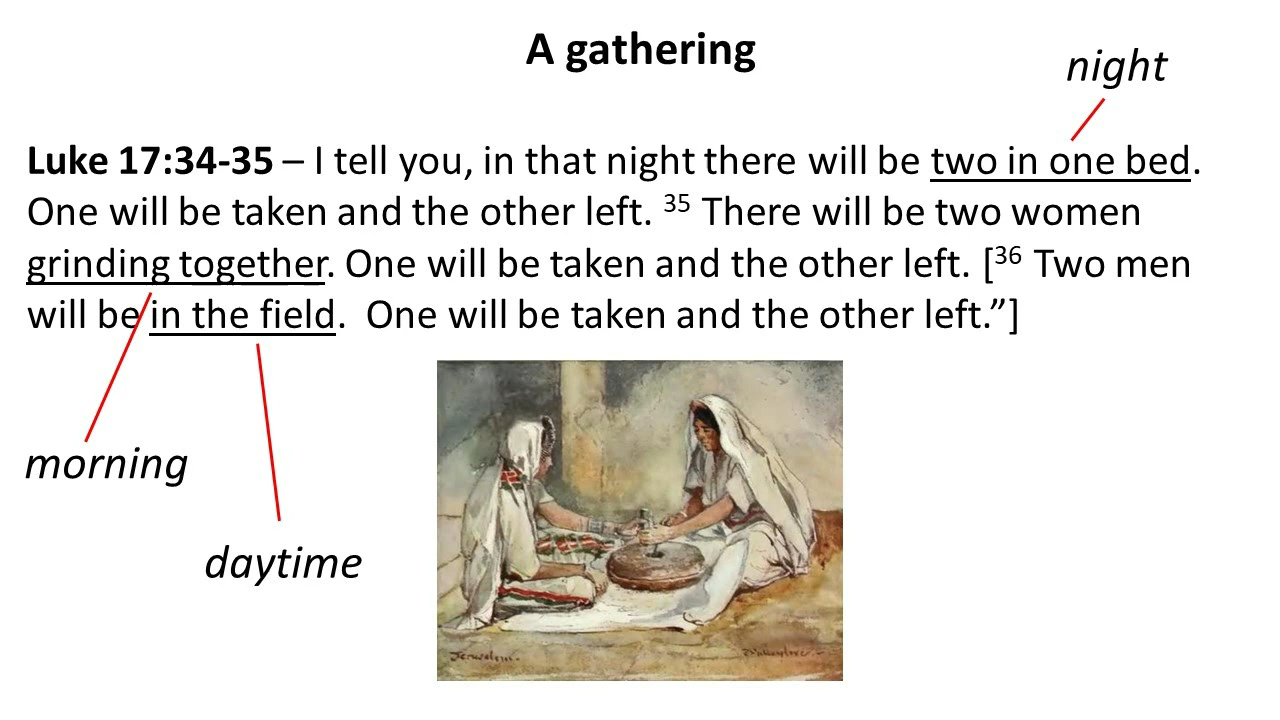 A gathering
night
Luke 17:34-35 – I tell you, in that night there will be two in one bed.
One will be taken and the other left. 35 There will be two women
grinding together. One will be taken and the other left. [36 Two men
will be in the field.  One will be taken and the other left.”]
morning
daytime
Jerusalem.